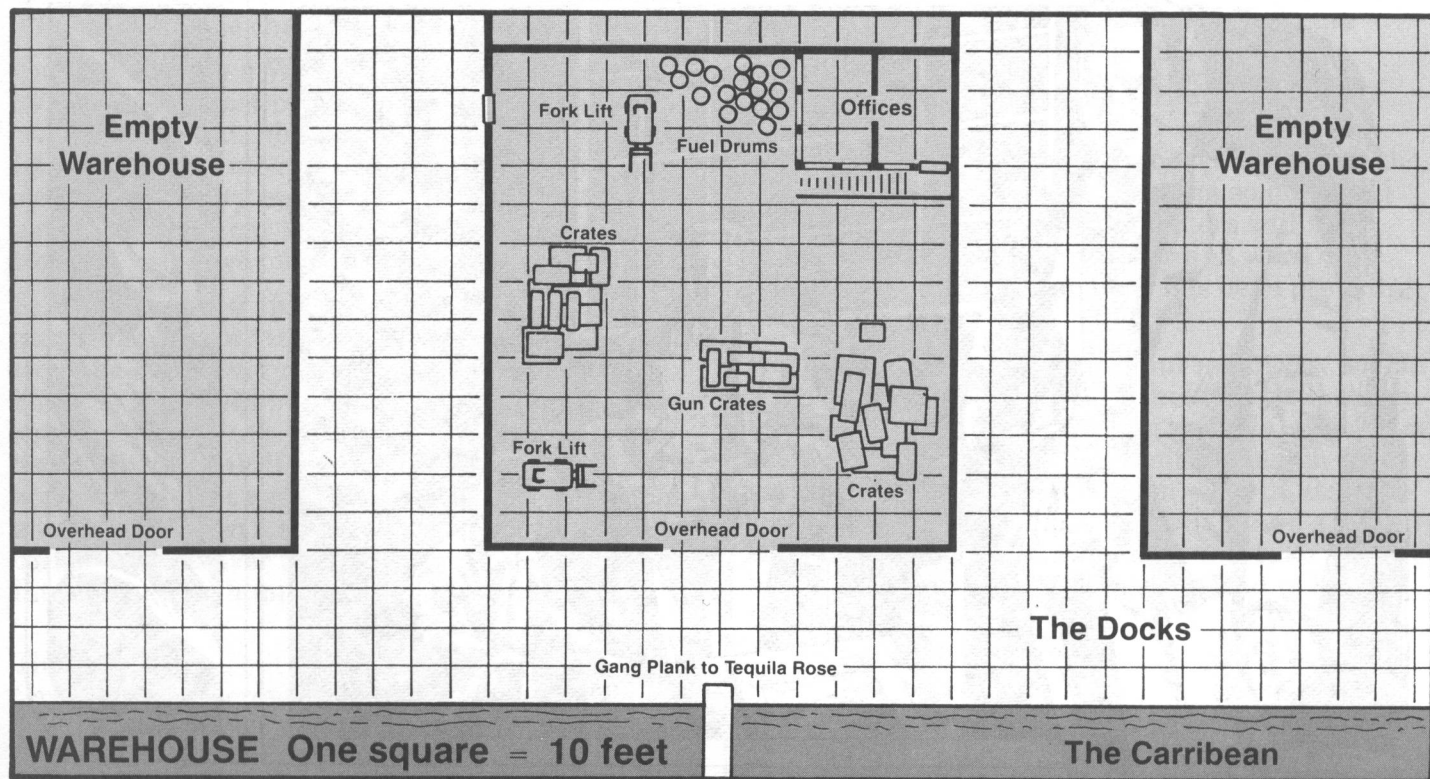 Empty
Warehouse
Fork Lift
Fuel Drums
Offices
Empty
Warehouse
Crates
Gun Crates
Fork Lift
Crates
Overhead Door
Overhead Door
Overhead Door
The Docks
Gang Plank to Tequila Rose
WAREHOUSE One square = 10 feet
The Carribean